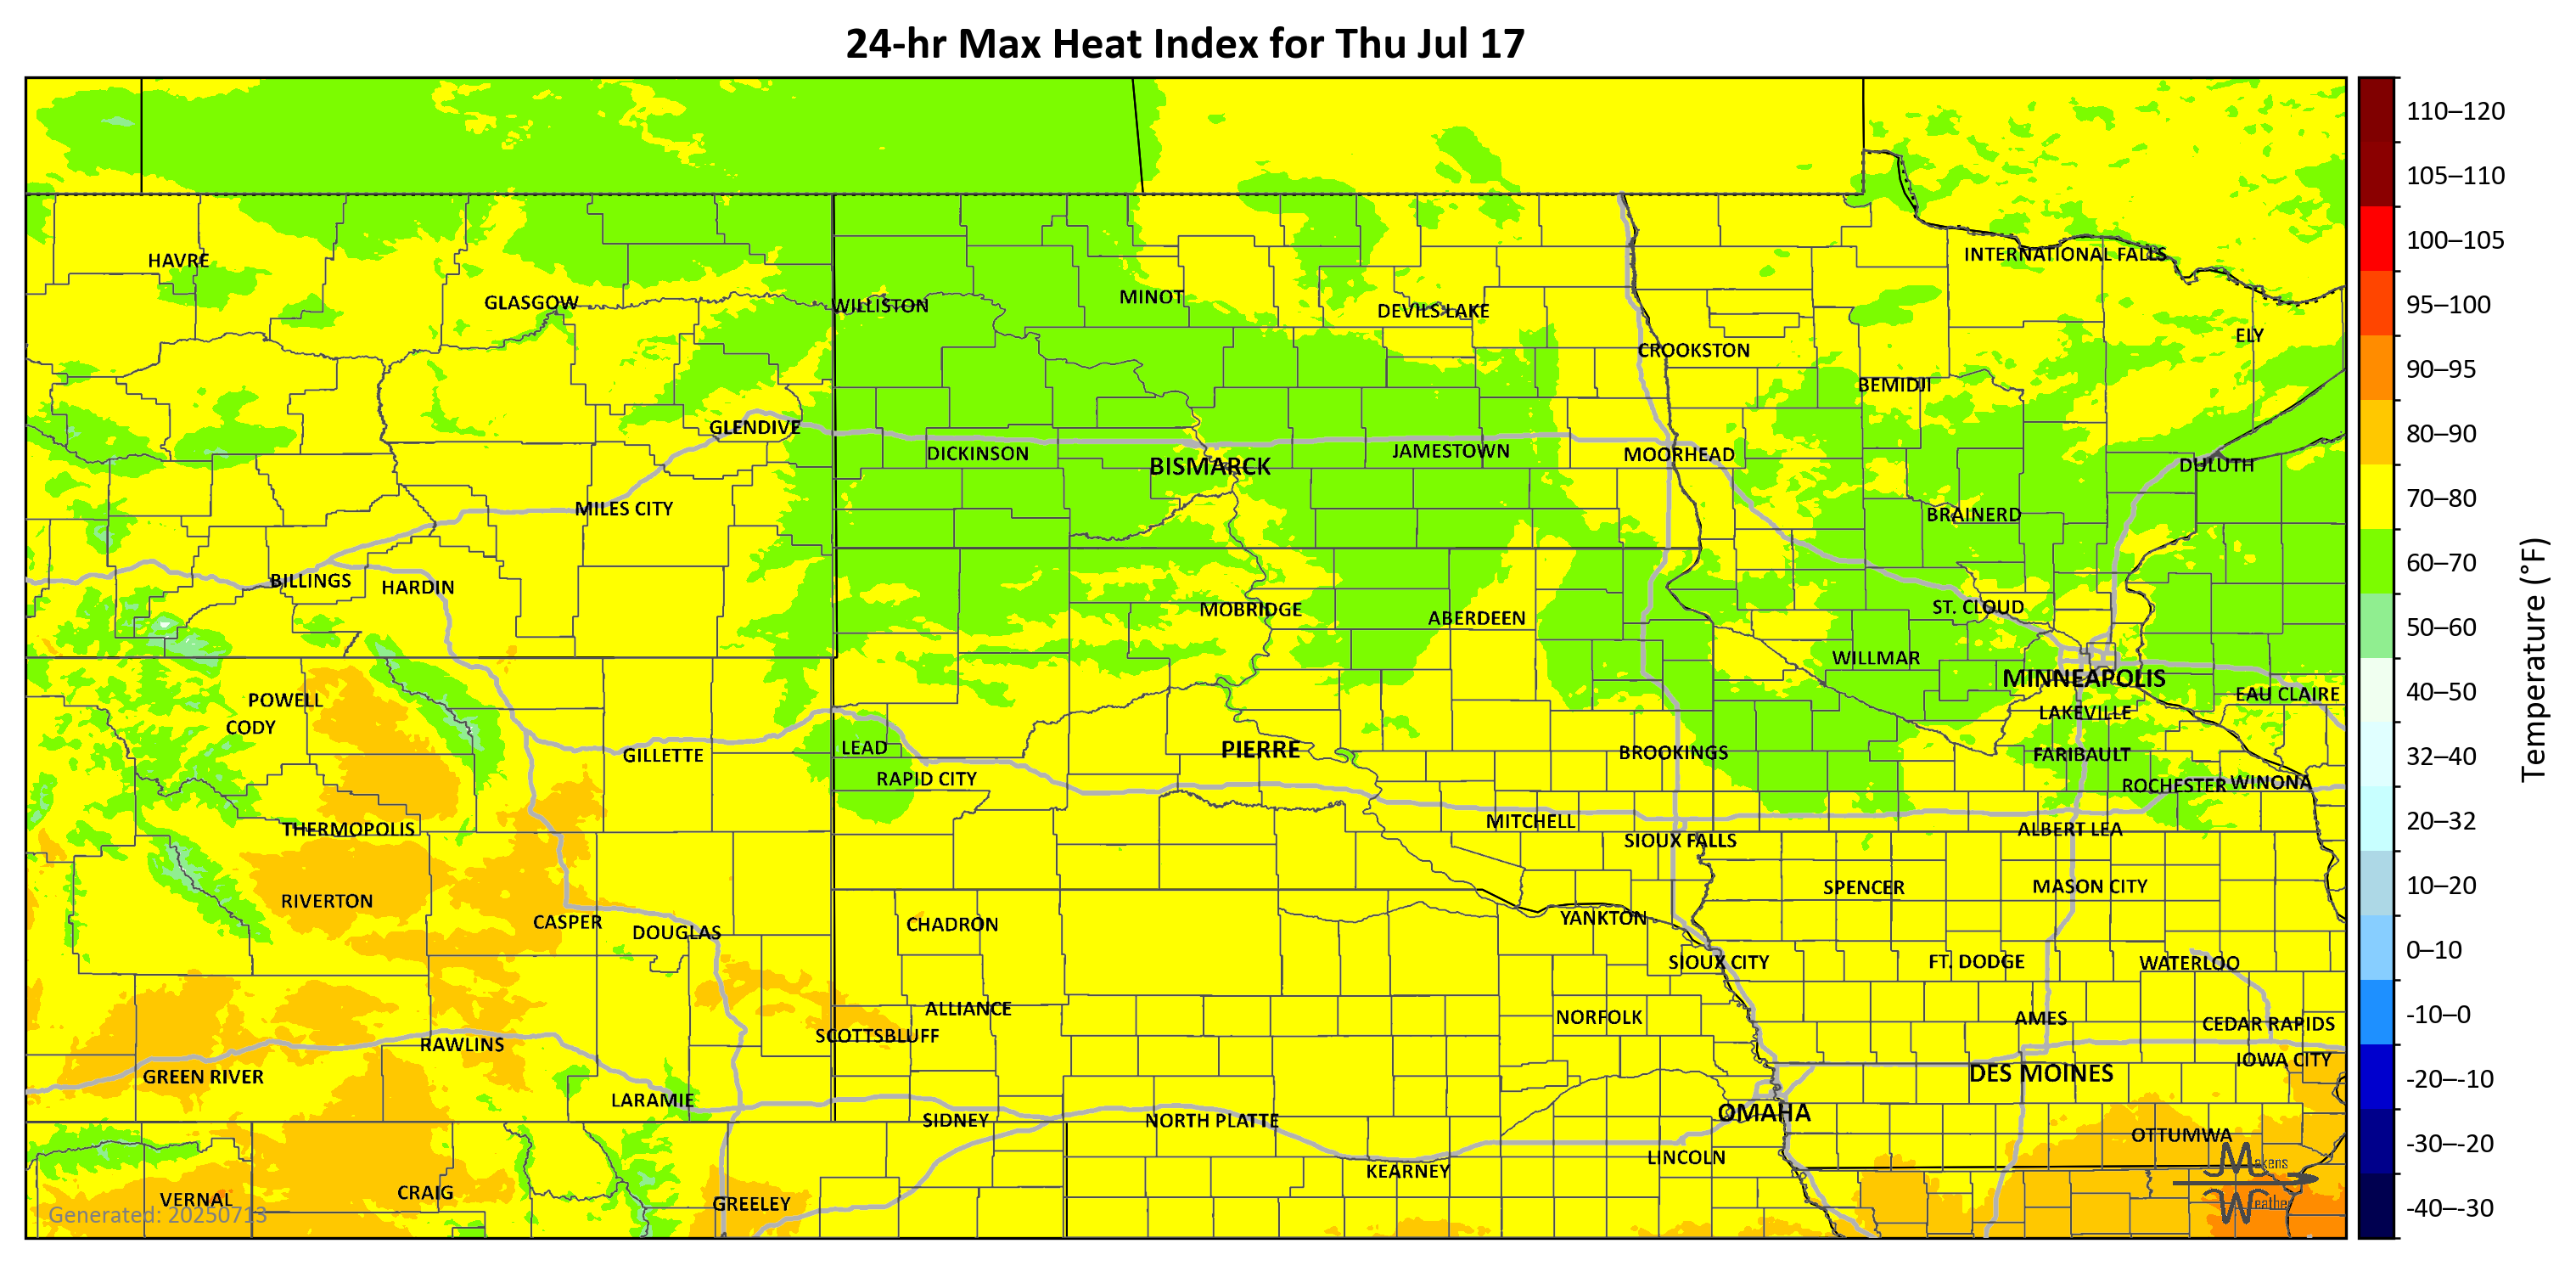 24-hr Max Heat Index for Thu Jul 17
HAVRE
INTERNATIONAL FALLS
GLASGOW
WILLISTON
MINOT
DEVILS LAKE
ELY
CROOKSTON
BEMIDJI
GLENDIVE
DICKINSON
BISMARCK
JAMESTOWN
MOORHEAD
DULUTH
MILES CITY
BRAINERD
BILLINGS
HARDIN
MOBRIDGE
ABERDEEN
ST. CLOUD
WILLMAR
MINNEAPOLIS
EAU CLAIRE
POWELL
CODY
LAKEVILLE
GILLETTE
LEAD
PIERRE
BROOKINGS
FARIBAULT
RAPID CITY
ROCHESTER
WINONA
THERMOPOLIS
MITCHELL
ALBERT LEA
SIOUX FALLS
RIVERTON
SPENCER
MASON CITY
CASPER
DOUGLAS
CHADRON
YANKTON
SIOUX CITY
FT. DODGE
WATERLOO
ALLIANCE
NORFOLK
AMES
CEDAR RAPIDS
SCOTTSBLUFF
RAWLINS
IOWA CITY
GREEN RIVER
DES MOINES
LARAMIE
SIDNEY
NORTH PLATTE
OMAHA
OTTUMWA
LINCOLN
KEARNEY
VERNAL
CRAIG
GREELEY
Generated: 20250713
Makens
Weather
110–120
105–110
100–105
95–100
90–95
80–90
70–80
60–70
50–60
40–50
32–40
20–32
10–20
0–10
-10–0
-20–-10
-30–-20
-40–-30
Temperature (°F)